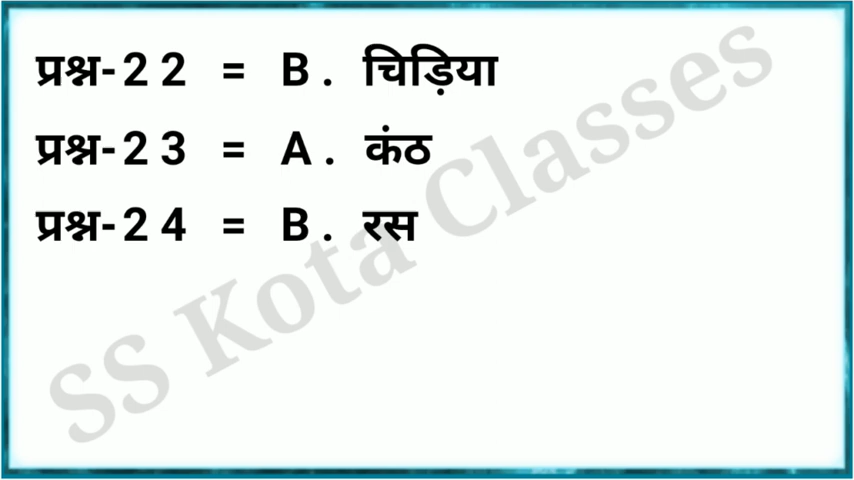 प्रश्न-22 = B. चिड़िया
प्रश्न-23 = A. कंठ
प्रश्न-24 = B. रस
SS Kota Classes